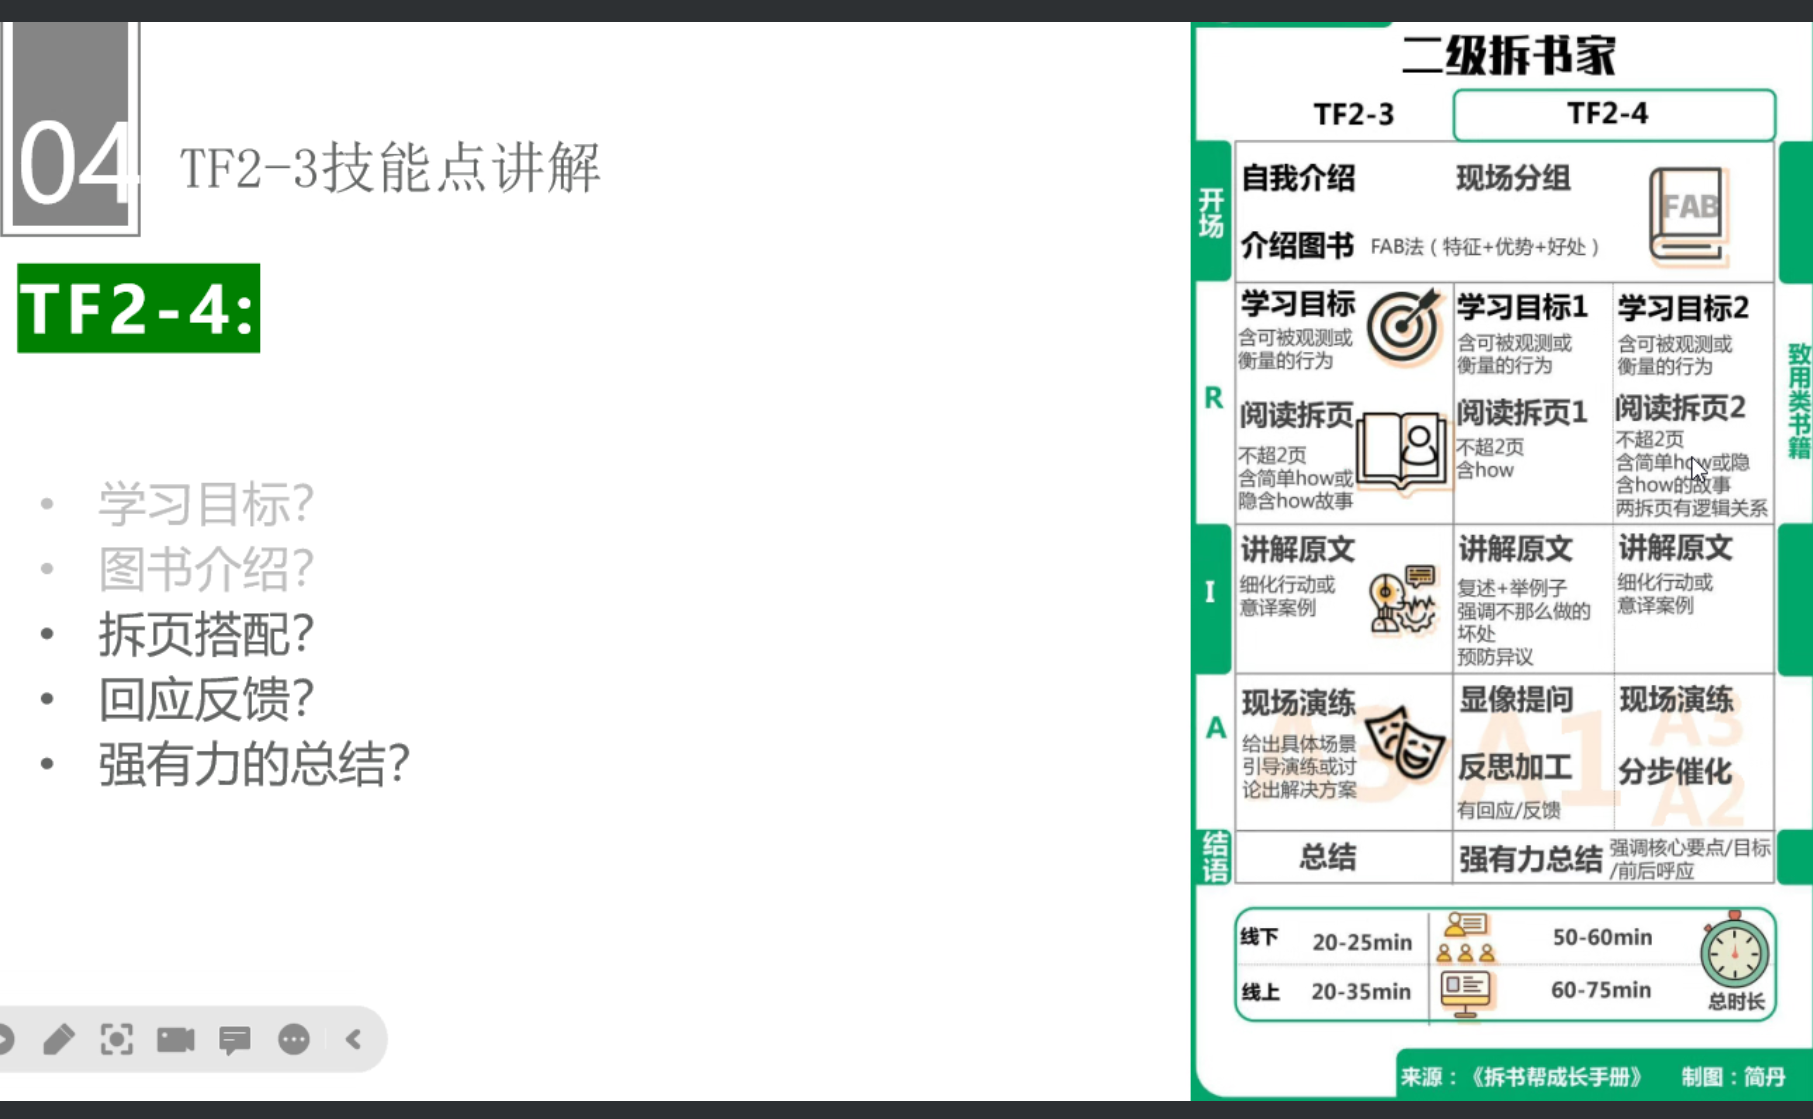 04
TF2-3技能点讲解
TF2-4:
• 学习目标?
• 图书介绍?
• 拆页搭配?
• 回应反馈?
• 强有力的总结?
二级拆书家
TF2-3
TF2-4
开场
自我介绍
现场分组
FAB
介绍图书 FAB法（特征+优势+好处）
R
学习目标
含可被观测或
衡量的行为
阅读拆页
不超2页
含简单how或
隐含how故事
学习目标1
含可被观测或
衡量的行为
阅读拆页1
不超2页
含how
学习目标2
含可被观测或
衡量的行为
阅读拆页2
不超2页
含简单how或隐
含how的故事
两拆页有逻辑关系
致用类书籍
I
讲解原文
细化行动或
意译案例
讲解原文
复述+举例子
强调不那么做的
坏处
预防异议
讲解原文
细化行动或
意译案例
A
现场演练
给出具体场景
引导演练或讨
论出解决方案
A3
显像提问
反思加工
有回应/反馈
A1
现场演练
A3
分步催化
A2
结语
总结
强有力总结
强调核心要点/目标
/前后呼应
线下 20-25min 50-60min
线上 20-35min 60-75min
总时长
来源：《拆书帮成长手册》 制图：简丹